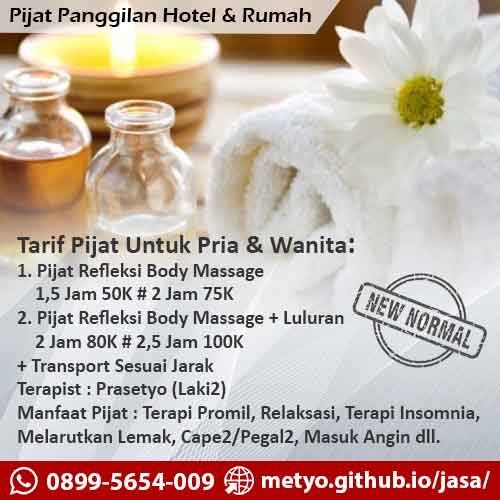 Pijat Panggilan Hotel & Rumah
Tarif Pijat Untuk Pria & Wanita:
1. Pijat Refleksi Body Massage
1,5 Jam 50K # 2 Jam 75K
2. Pijat Refleksi Body Massage + Luluran
2 Jam 80K # 2,5 Jam 100K
+ Transport Sesuai Jarak
Terapist : Prasetyo (Laki2)
Manfaat Pijat : Terapi Promil, Relaksasi, Terapi Insomnia,
Melarutkan Lemak, Cape2/Pegal2, Masuk Angin dll.
NEW NORMAL
0899-5654-009 metyo.github.io/jasa/